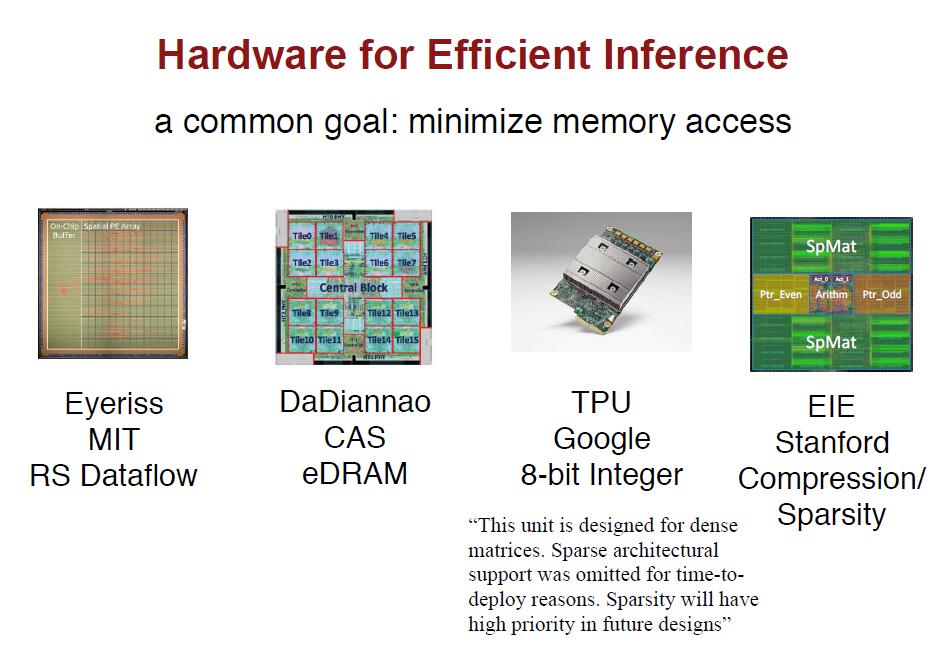 Hardware for Efficient Inference
a common goal: minimize memory access
On-Chip Spatial PE Array
Buffer
HT0 PHY
Tile0 Tile1 Tile4 Tile5
Tile2 Tile3 Tile6 Tile7
Central Block
Tile8 Tile9 Tile12 Tile13
Tile10 Tile11 Tile14 Tile15
SpMat
Act_0 Act_1
Ptr_Even Arithm Ptr_Odd
SpMat
Eyeriss
MIT
RS Dataflow
DaDiannao
CAS
eDRAM
TPU
Google
8-bit Integer
EIE
Stanford
Compression/
Sparsity
“This unit is designed for dense
matrices. Sparse architectural
support was omitted for time-to-
deploy reasons. Sparsity will have
high priority in future designs”